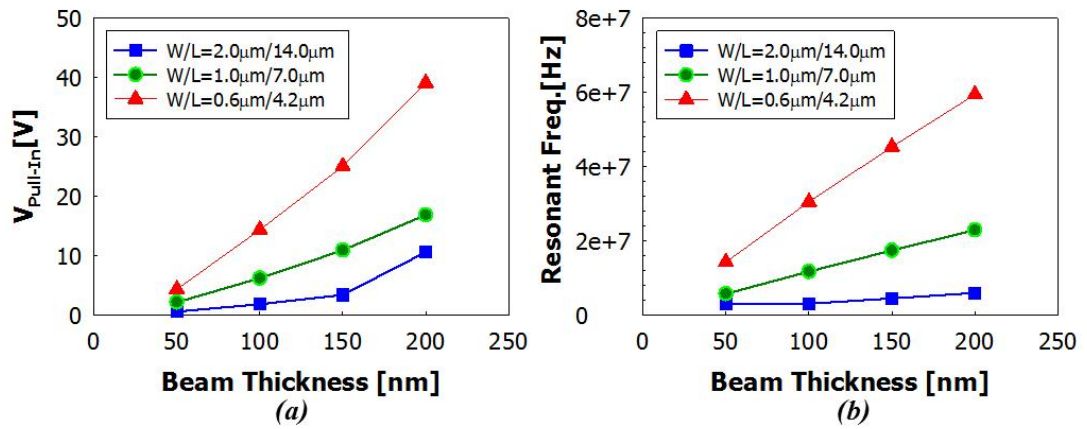 50
40
30
20
10
0
V_Pull-In[V]
W/L=2.0μm/14.0μm
W/L=1.0μm/7.0μm
W/L=0.6μm/4.2μm
0 50 100 150 200 250
Beam Thickness [nm]
(a)
8e+7
6e+7
4e+7
2e+7
0
Resonant Freq.[Hz]
W/L=2.0μm/14.0μm
W/L=1.0μm/7.0μm
W/L=0.6μm/4.2μm
0 50 100 150 200 250
Beam Thickness [nm]
(b)